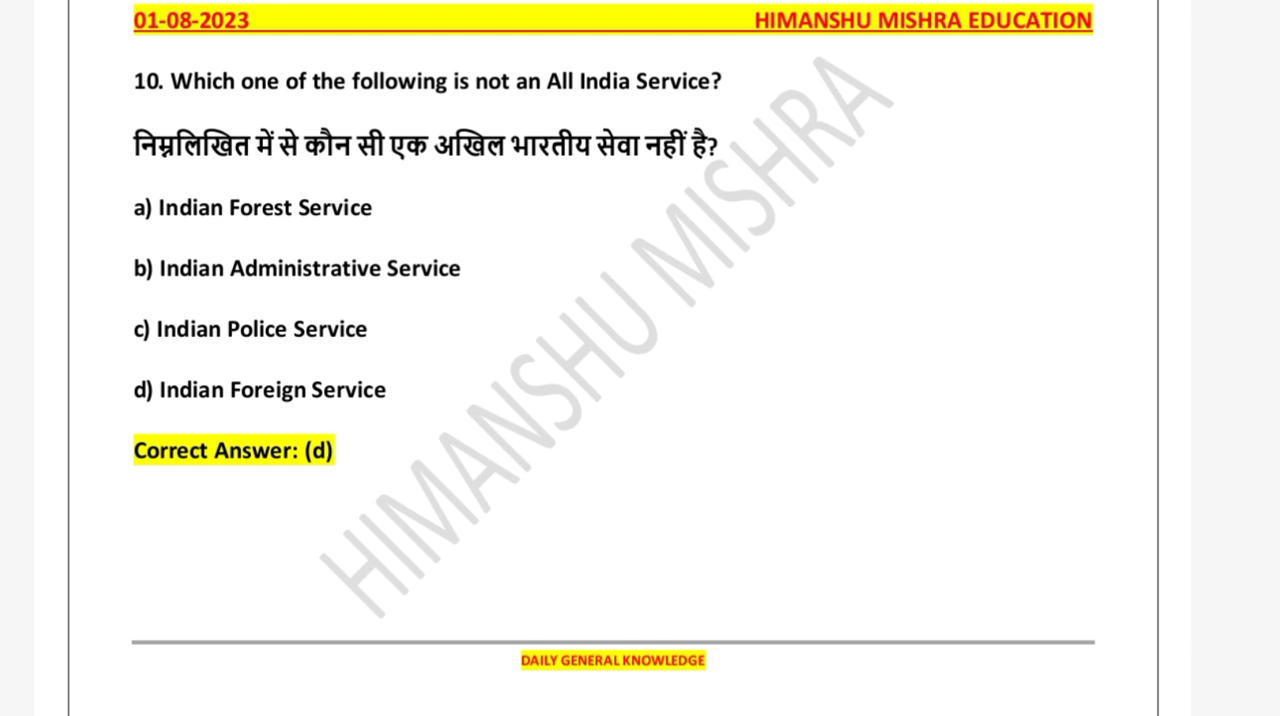 01-08-2023 HIMANSHU MISHRA EDUCATION
10. Which one of the following is not an All India Service?
निम्नलिखित में से कौन सी एक अखिल भारतीय सेवा नहीं है?
a) Indian Forest Service
b) Indian Administrative Service
c) Indian Police Service
d) Indian Foreign Service
Correct Answer: (d)
HIMANSHU MISHRA
DAILY GENERAL KNOWLEDGE